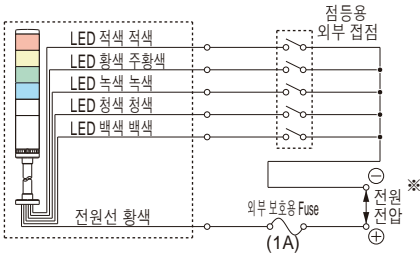 점등용
외부 접점
LED 적색 적색
LED 황색 주황색
LED 녹색 녹색
LED 청색 청색
LED 백색 백색
⊖
전원 ※
전압
⊕
외부 보호용 Fuse
(1A)
전원선 황색